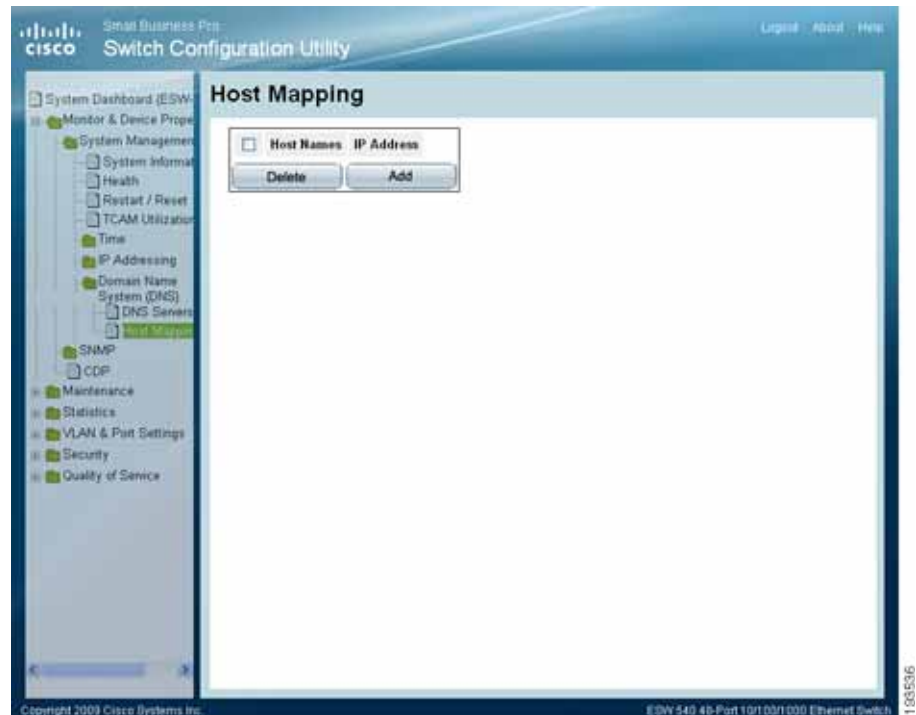 Small Business Pro
cisco Switch Configuration Utility
Logout About Help
System Dashboard (ESW-
Monitor & Device Prope
System Managemen
System Informat
Health
Restart / Reset
TCAM Utilization
Time
IP Addressing
Domain Name
System (DNS)
DNS Servers
Host Mappin
SNMP
CDP
Maintenance
Statistics
VLAN & Port Settings
Security
Quality of Service
Host Mapping
Host Names IP Address
Delete Add
Copyright 2009 Cisco Systems Inc.
ESW 540 48-Port 10/100/1000 Ethernet Switch
193536